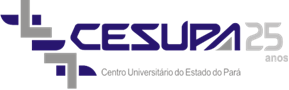 CESUPA 25
anos
Centro Universitário do Estado do Pará